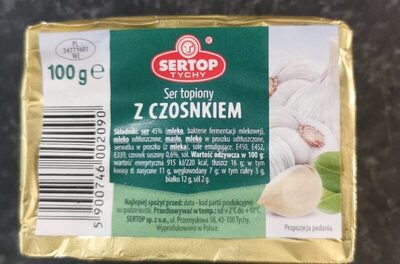 PL
24771601
WE
100 g ℮
SERTOP
TYCHY
Ser topiony
Z CZOSNKIEM
Składniki: ser 45% (mleko, bakterie fermentacji mlekowej),
mleko odtłuszczone, masło, mleko w proszku odtłuszczone,
serwatka w proszku (z mleka), sole emulgujące: E450, E452,
E339, czosnek suszony 0,6%, sól. Wartość odżywcza w 100 g:
wartość energetyczna 915 kJ/220 kcal, tłuszcz 16 g; w tym
kwasy tł. nasycone 11 g, węglowodany 7 g; w tym cukry 3 g,
białko 12 g, sól 2 g.
Najlepiej spożyć przed: data - kod partii produkcyjnej
na spodzie kostki. Przechowywać w temp.: od +2°C do +10°C.
SERTOP sp. z o.o., ul. Przemysłowa 58, 43-100 Tychy.
Wyprodukowano w Polsce.
Propozycja podania
5 900746 002090